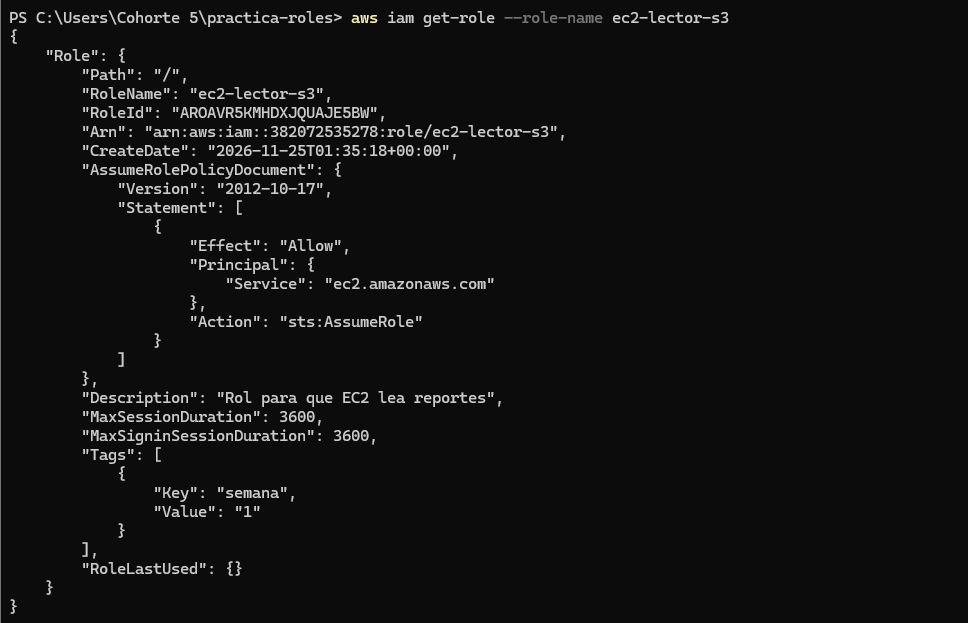 PS C:\Users\Cohorte 5\practica-roles> aws iam get-role --role-name ec2-lector-s3
{
    "Role": {
        "Path": "/",
        "RoleName": "ec2-lector-s3",
        "RoleId": "AROAVR5KMHDXJQUAJE5BW",
        "Arn": "arn:aws:iam::382072535278:role/ec2-lector-s3",
        "CreateDate": "2026-11-25T01:35:18+00:00",
        "AssumeRolePolicyDocument": {
            "Version": "2012-10-17",
            "Statement": [
                {
                    "Effect": "Allow",
                    "Principal": {
                        "Service": "ec2.amazonaws.com"
                    },
                    "Action": "sts:AssumeRole"
                }
            ]
        },
        "Description": "Rol para que EC2 lea reportes",
        "MaxSessionDuration": 3600,
        "MaxSigninSessionDuration": 3600,
        "Tags": [
            {
                "Key": "semana",
                "Value": "1"
            }
        ],
        "RoleLastUsed": {}
    }
}